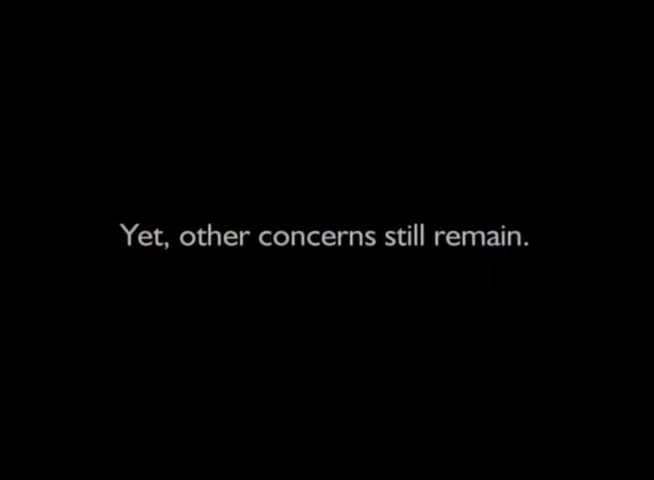 Yet, other concerns still remain.